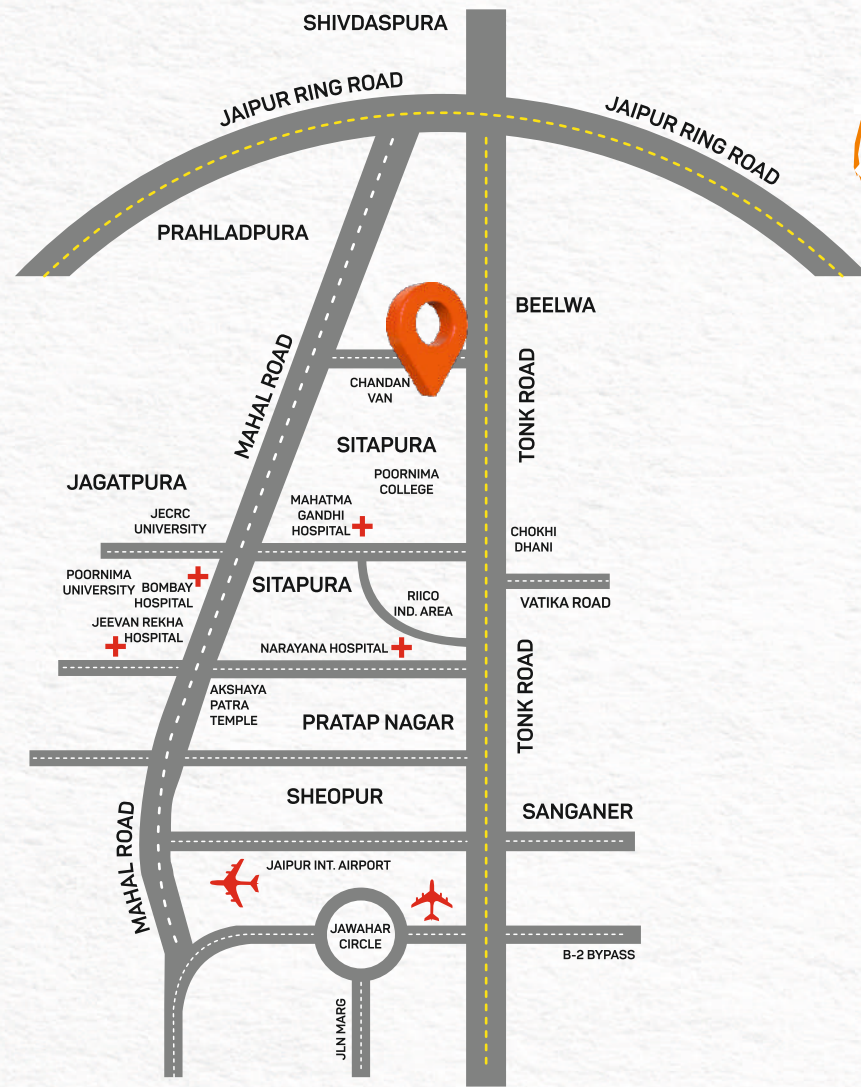 SHIVDASPURA
JAIPUR RING ROAD
JAIPUR RING ROAD
PRAHLADPURA
BEELWA
MAHAL ROAD
TONK ROAD
CHANDAN
VAN
SITAPURA
POORNIMA
COLLEGE
JAGATPURA
MAHATMA
GANDHI
HOSPITAL
JECRC
UNIVERSITY
CHOKHI
DHANI
POORNIMA
UNIVERSITY
BOMBAY
HOSPITAL
SITAPURA
RIICO
IND. AREA
VATIKA ROAD
JEEVAN REKHA
HOSPITAL
NARAYANA HOSPITAL
TONK ROAD
AKSHAYA
PATRA
TEMPLE
PRATAP NAGAR
SHEOPUR
SANGANER
MAHAL ROAD
JAIPUR INT. AIRPORT
JAWAHAR
CIRCLE
B-2 BYPASS
JLN MARG